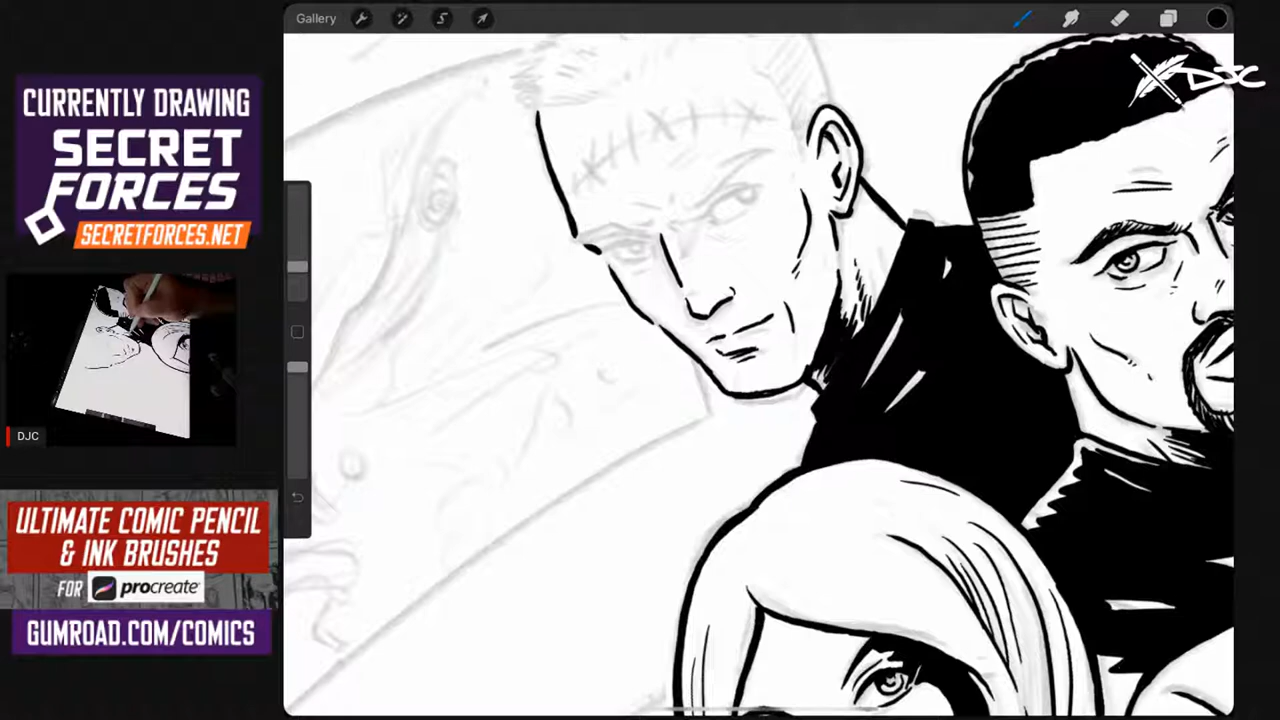 Gallery
DJC
CURRENTLY DRAWING
SECRET
FORCES
SECRETFORCES.NET
DJC
ULTIMATE COMIC PENCIL
& INK BRUSHES
FOR procreate
GUMROAD.COM/COMICS